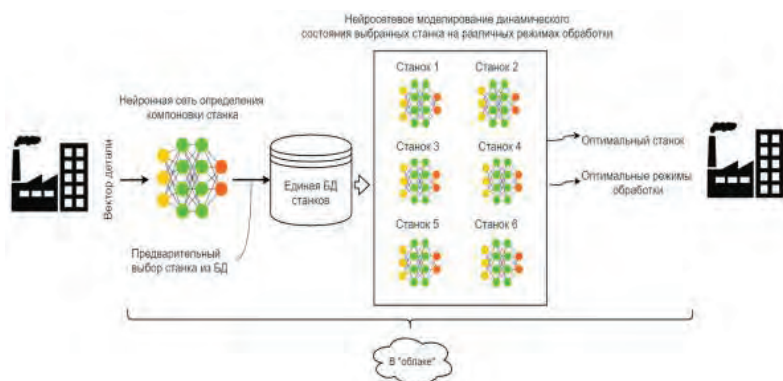 Нейросетевое моделирование динамического
состояния выбранных станка на различных режимах обработки
Нейронная сеть определения
компоновки станка
Вектор детали
Предварительный
выбор станка из БД
Единая БД
станков
Станок 1
Станок 2
Станок 3
Станок 4
Станок 5
Станок 6
Оптимальный станок
Оптимальные режимы
обработки
В "облаке"